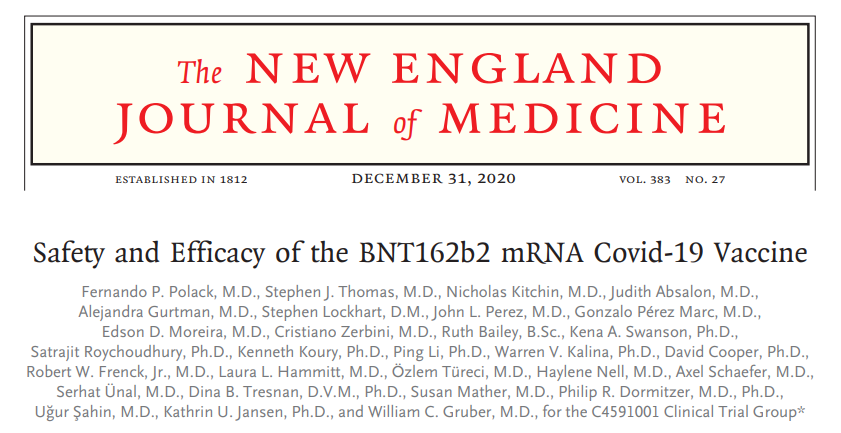 The NEW ENGLAND
JOURNAL of MEDICINE
ESTABLISHED IN 1812
DECEMBER 31, 2020
VOL. 383 NO. 27
Safety and Efficacy of the BNT162b2 mRNA Covid-19 Vaccine
Fernando P. Polack, M.D., Stephen J. Thomas, M.D., Nicholas Kitchin, M.D., Judith Absalon, M.D.,
Alejandra Gurtman, M.D., Stephen Lockhart, D.M., John L. Perez, M.D., Gonzalo Pérez Marc, M.D.,
Edson D. Moreira, M.D., Cristiano Zerbini, M.D., Ruth Bailey, B.Sc., Kena A. Swanson, Ph.D.,
Satrajit Roychoudhury, Ph.D., Kenneth Koury, Ph.D., Ping Li, Ph.D., Warren V. Kalina, Ph.D., David Cooper, Ph.D.,
Robert W. Frenck, Jr., M.D., Laura L. Hammitt, M.D., Özlem Türeci, M.D., Haylene Nell, M.D., Axel Schaefer, M.D.,
Serhat Ünal, M.D., Dina B. Tresnan, D.V.M., Ph.D., Susan Mather, M.D., Philip R. Dormitzer, M.D., Ph.D.,
Uğur Şahin, M.D., Kathrin U. Jansen, Ph.D., and William C. Gruber, M.D., for the C4591001 Clinical Trial Group*